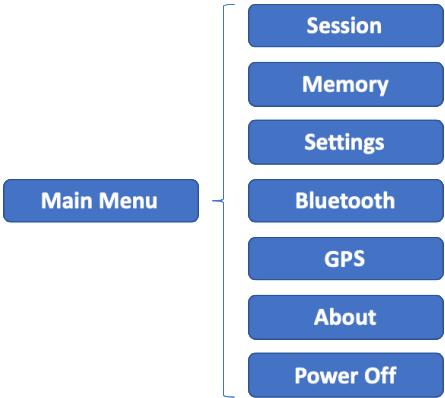 Main Menu
Session
Memory
Settings
Bluetooth
GPS
About
Power Off